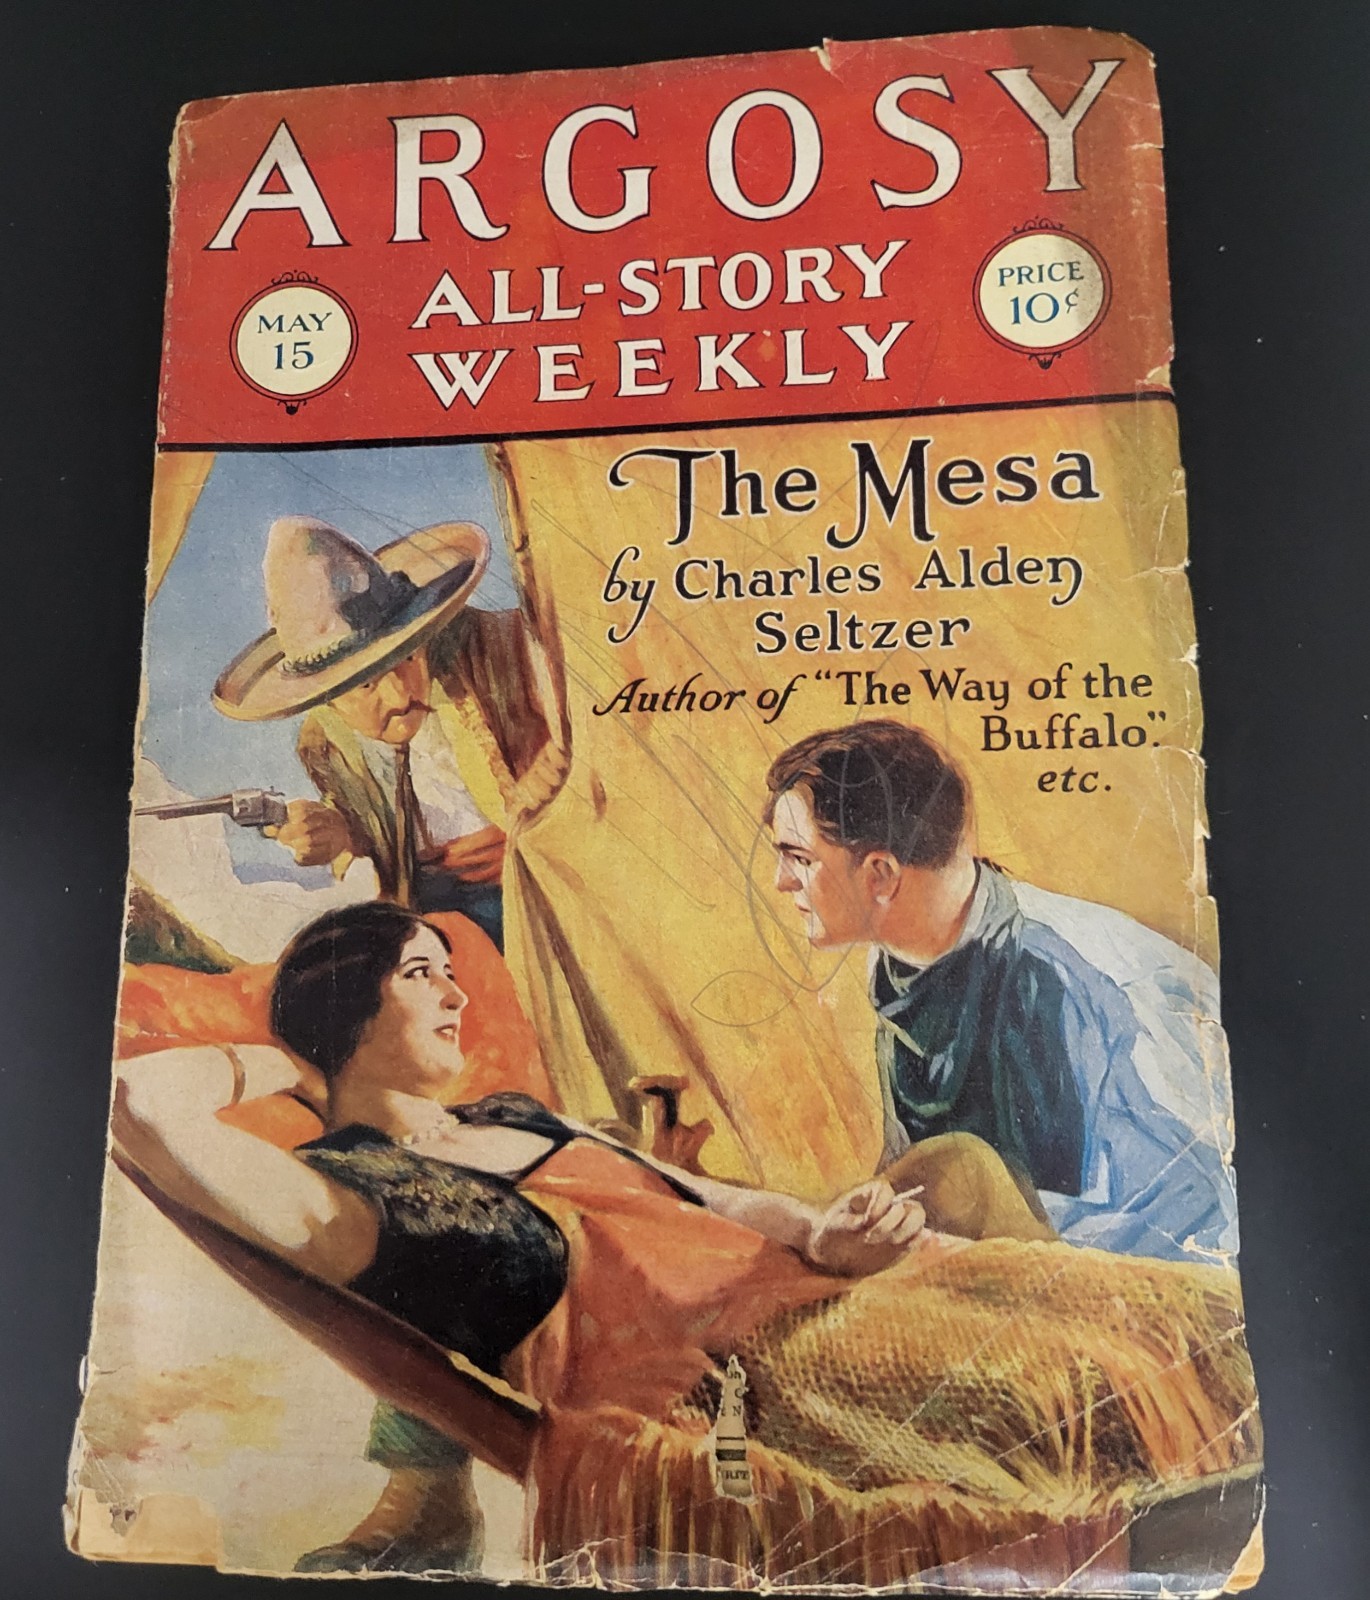 ARGOSY
ALL-STORY
WEEKLY
MAY
15
PRICE
10¢
The Mesa
by Charles Alden
Seltzer
Author of "The Way of the
Buffalo."
etc.